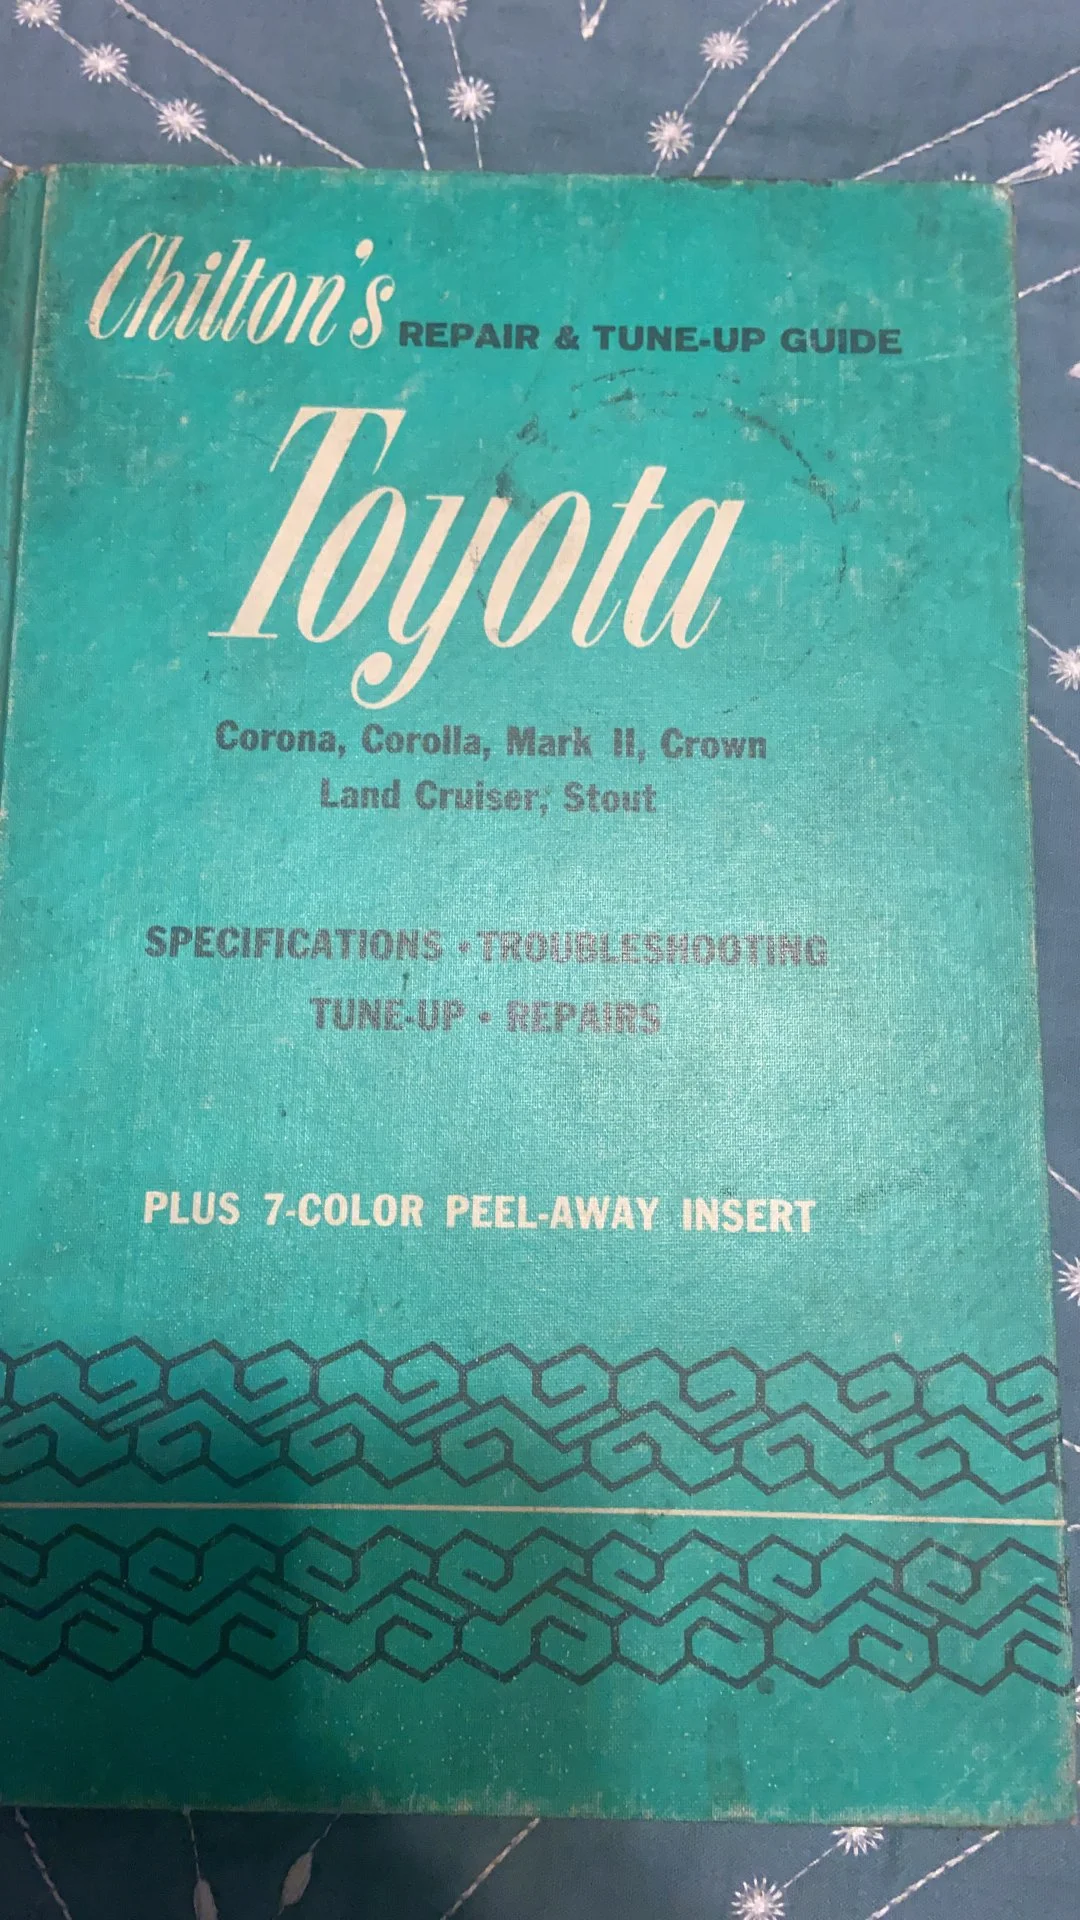 Chilton's REPAIR & TUNE-UP GUIDE
Toyota
Corona, Corolla, Mark II, Crown
Land Cruiser, Stout
SPECIFICATIONS • TROUBLESHOOTING
TUNE-UP • REPAIRS
PLUS 7-COLOR PEEL-AWAY INSERT